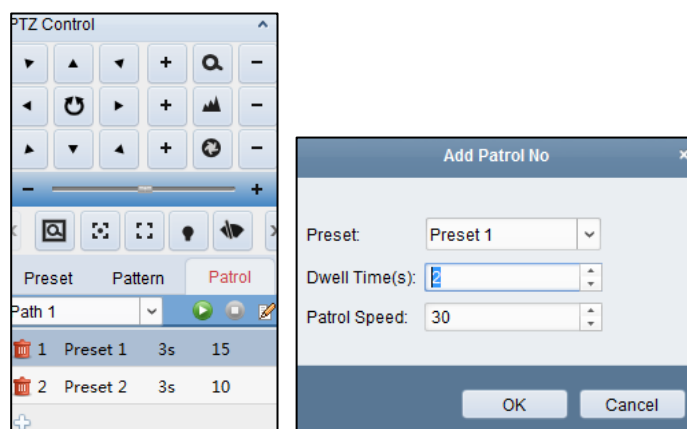 PTZ Control
Preset Pattern Patrol
Path 1
1 Preset 1 3s 15
2 Preset 2 3s 10
Add Patrol No
Preset: Preset 1
Dwell Time(s): 2
Patrol Speed: 30
OK Cancel